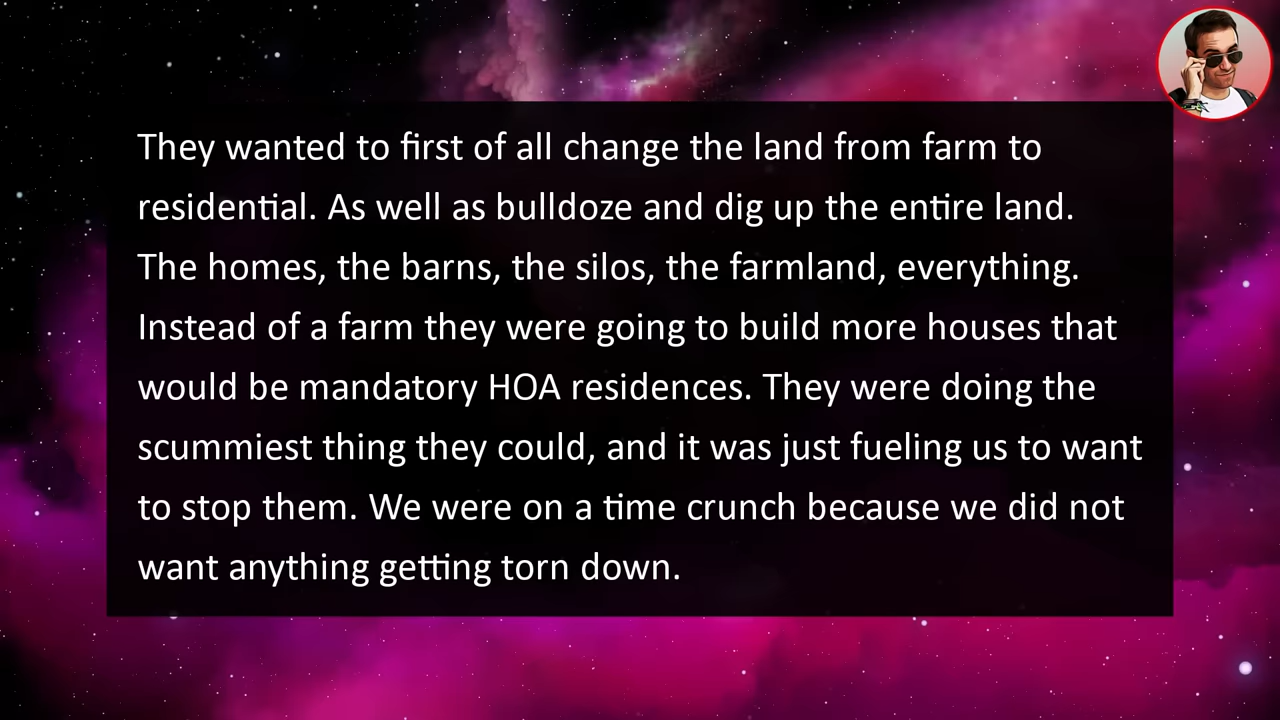 They wanted to first of all change the land from farm to
residential. As well as bulldoze and dig up the entire land.
The homes, the barns, the silos, the farmland, everything.
Instead of a farm they were going to build more houses that
would be mandatory HOA residences. They were doing the
scummiest thing they could, and it was just fueling us to want
to stop them. We were on a time crunch because we did not
want anything getting torn down.